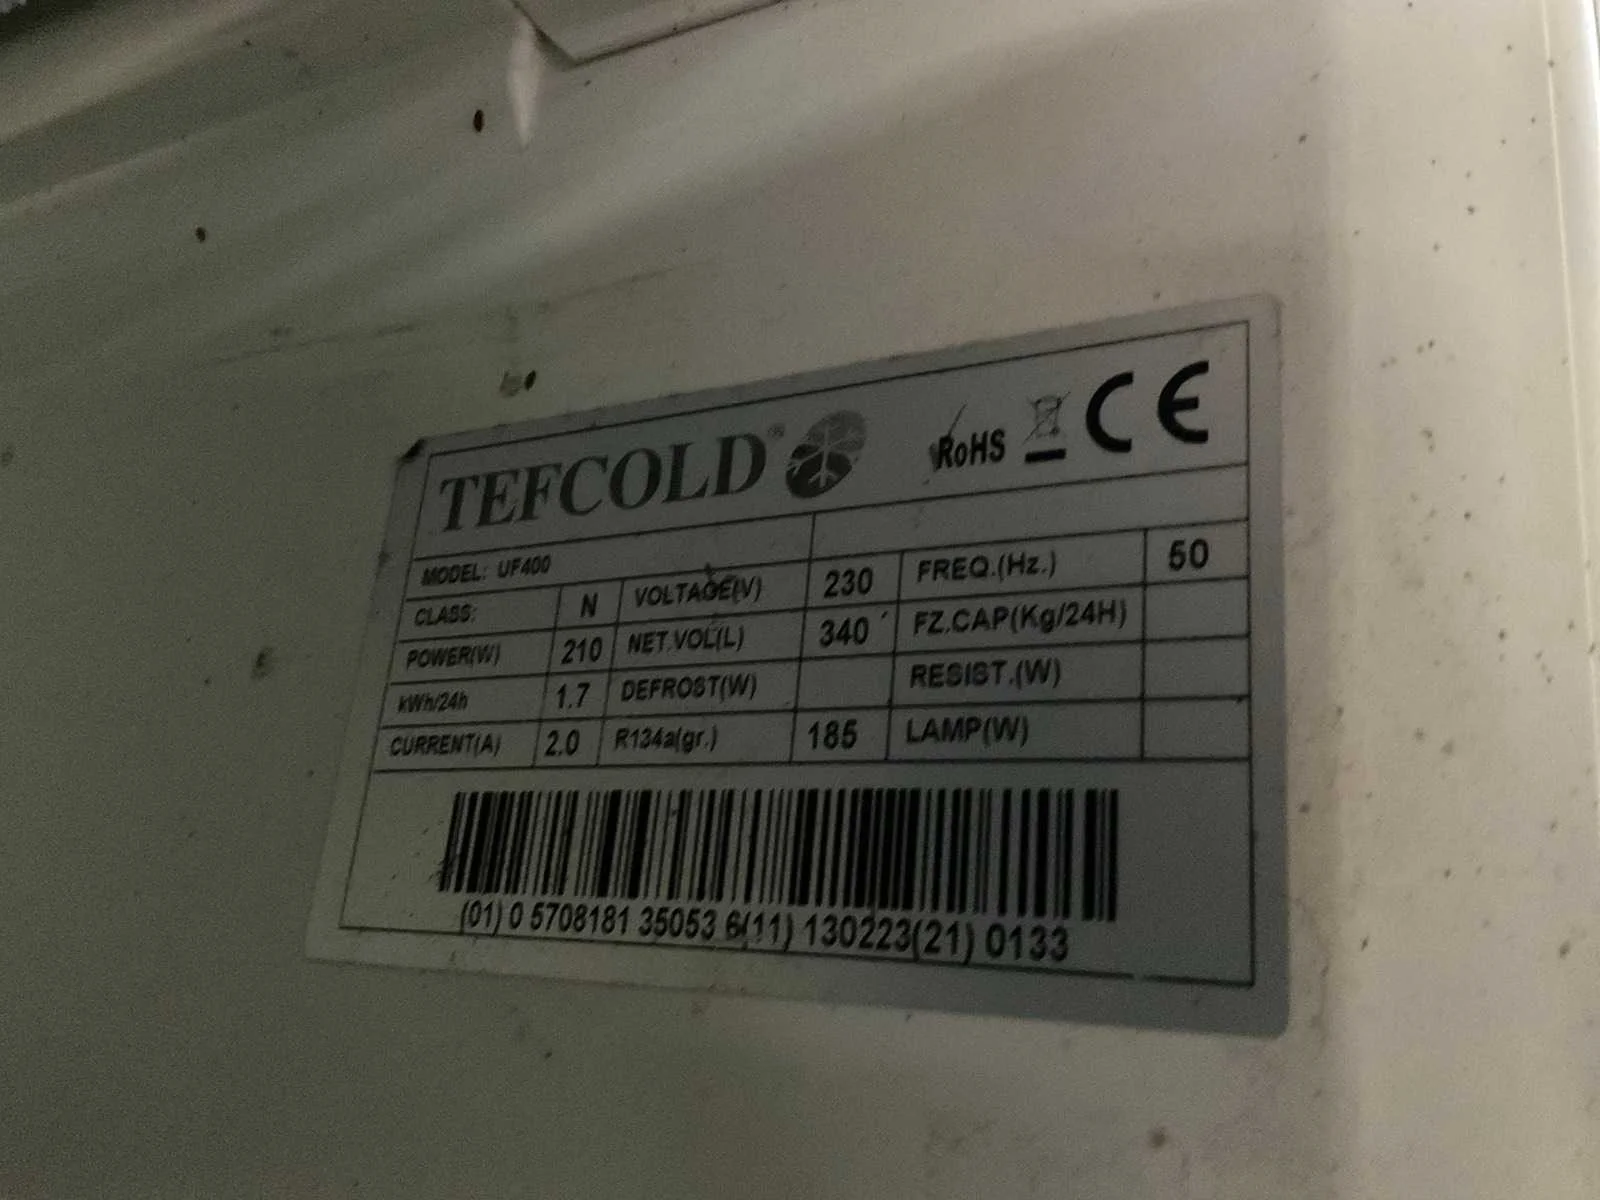 TEFCOLD® RoHS CE
MODEL: UF400
CLASS: N VOLTAGE(V) 230 FREQ.(Hz.) 50
POWER(W) 210 NET.VOL(L) 340 FZ.CAP(Kg/24H)
kWh/24h 1.7 DEFROST(W) RESIST.(W)
CURRENT(A) 2.0 R134a(gr.) 185 LAMP(W)
(01) 0 5708181 35053 6(11) 130223(21) 0133